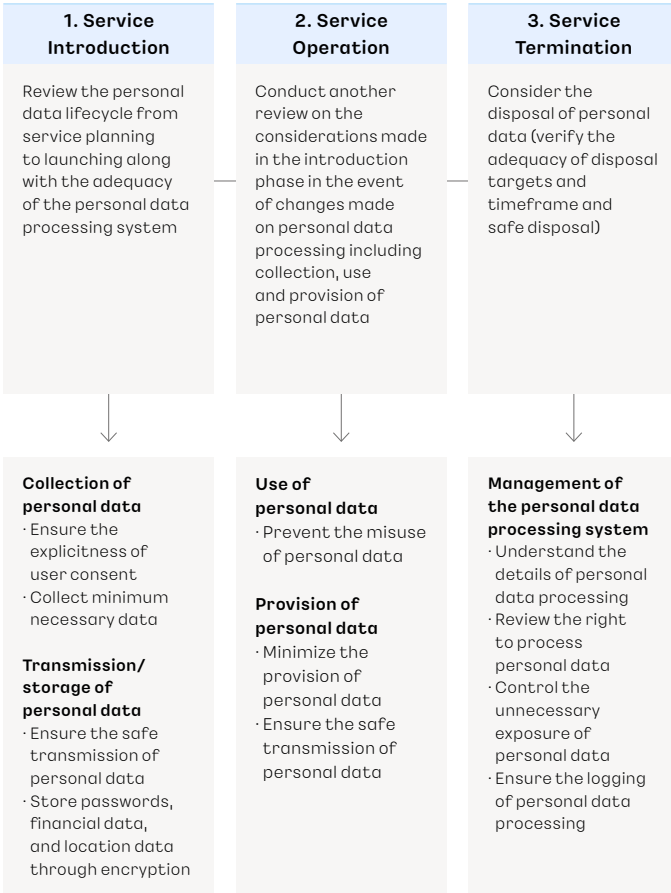 1. Service
Introduction
Review the personal
data lifecycle from
service planning
to launching along
with the adequacy
of the personal data
processing system
2. Service
Operation
Conduct another
review on the
considerations made
in the introduction
phase in the event
of changes made
on personal data
processing including
collection, use
and provision of
personal data
3. Service
Termination
Consider the
disposal of personal
data (verify the
adequacy of disposal
targets and
timeframe and
safe disposal)
Collection of
personal data
· Ensure the
explicitness of
user consent
· Collect minimum
necessary data
Transmission/
storage of
personal data
· Ensure the safe
transmission of
personal data
· Store passwords,
financial data,
and location data
through encryption
Use of
personal data
· Prevent the misuse
of personal data
Provision of
personal data
· Minimize the
provision of
personal data
· Ensure the safe
transmission of
personal data
Management of
the personal data
processing system
· Understand the
details of personal
data processing
· Review the right
to process
personal data
· Control the
unnecessary
exposure of
personal data
· Ensure the logging
of personal data
processing